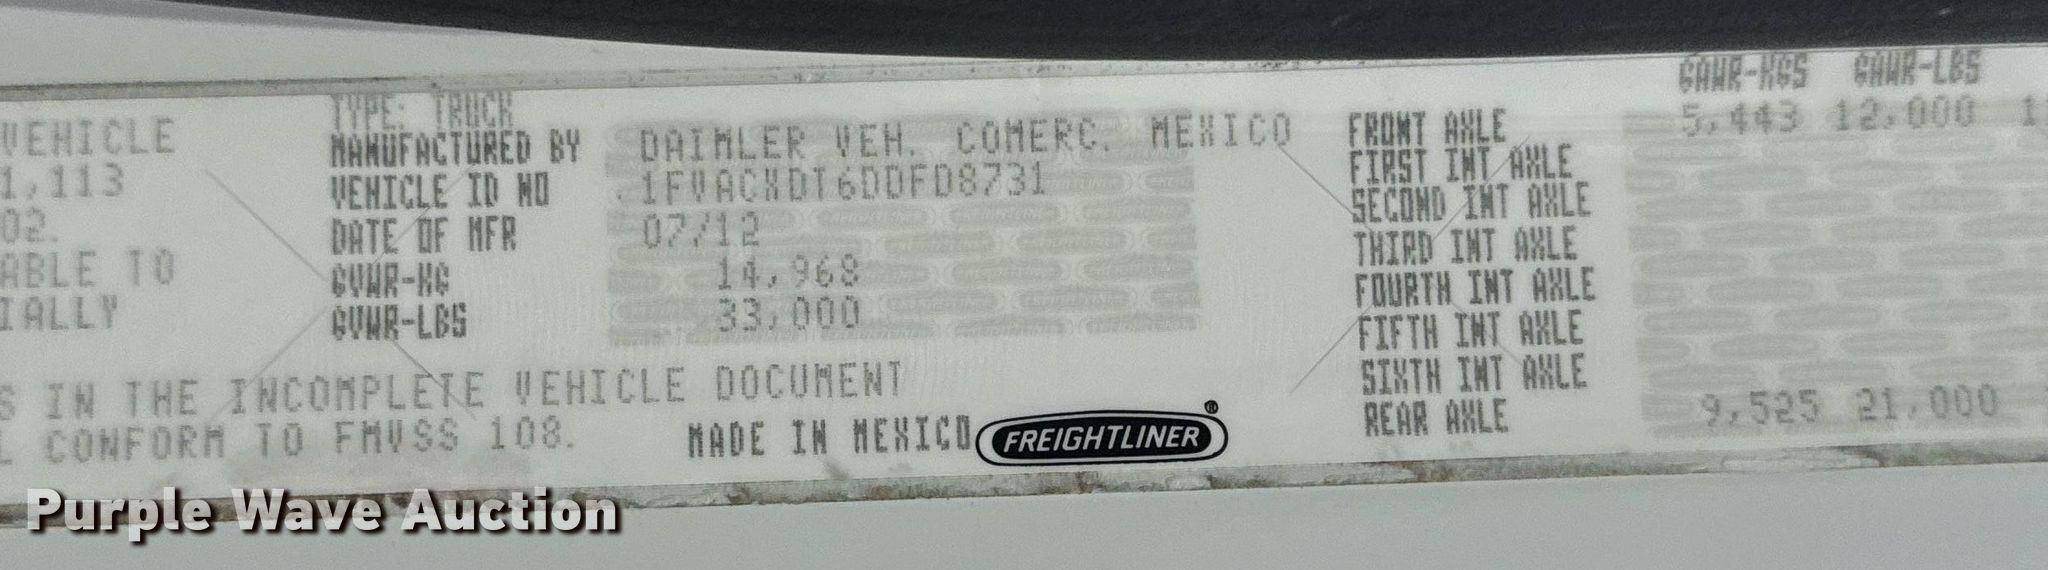 GAWR-KGS GAWR-LBS
TYPE: TRUCK
VEHICLE MANUFACTURED BY DAIMLER VEH. COMERC. MEXICO FRONT AXLE 5,443 12,000
1,113 VEHICLE ID NO 1FVACXDT6DDFD8731 FIRST INT AXLE
02. DATE OF MFR 07/12 SECOND INT AXLE
ABLE TO GVWR-KG 14,968 THIRD INT AXLE
IALLY GVWR-LBS 33,000 FOURTH INT AXLE
FIFTH INT AXLE
S IN THE INCOMPLETE VEHICLE DOCUMENT SIXTH INT AXLE
L CONFORM TO FMVSS 108. MADE IN MEXICO FREIGHTLINER® REAR AXLE 9,525 21,000
Purple Wave Auction